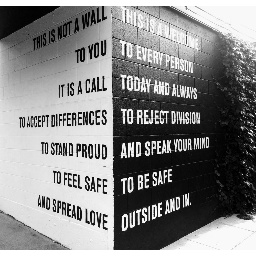 THIS IS NOT A WALL
TO YOU
IT IS A CALL
TO ACCEPT DIFFERENCES
TO STAND PROUD
TO FEEL SAFE
AND SPREAD LOVE
THIS IS A
TO EVERY PERSON
TODAY AND ALWAYS
TO REJECT DIVISION
AND SPEAK YOUR MIND
TO BE SAFE
OUTSIDE AND IN.